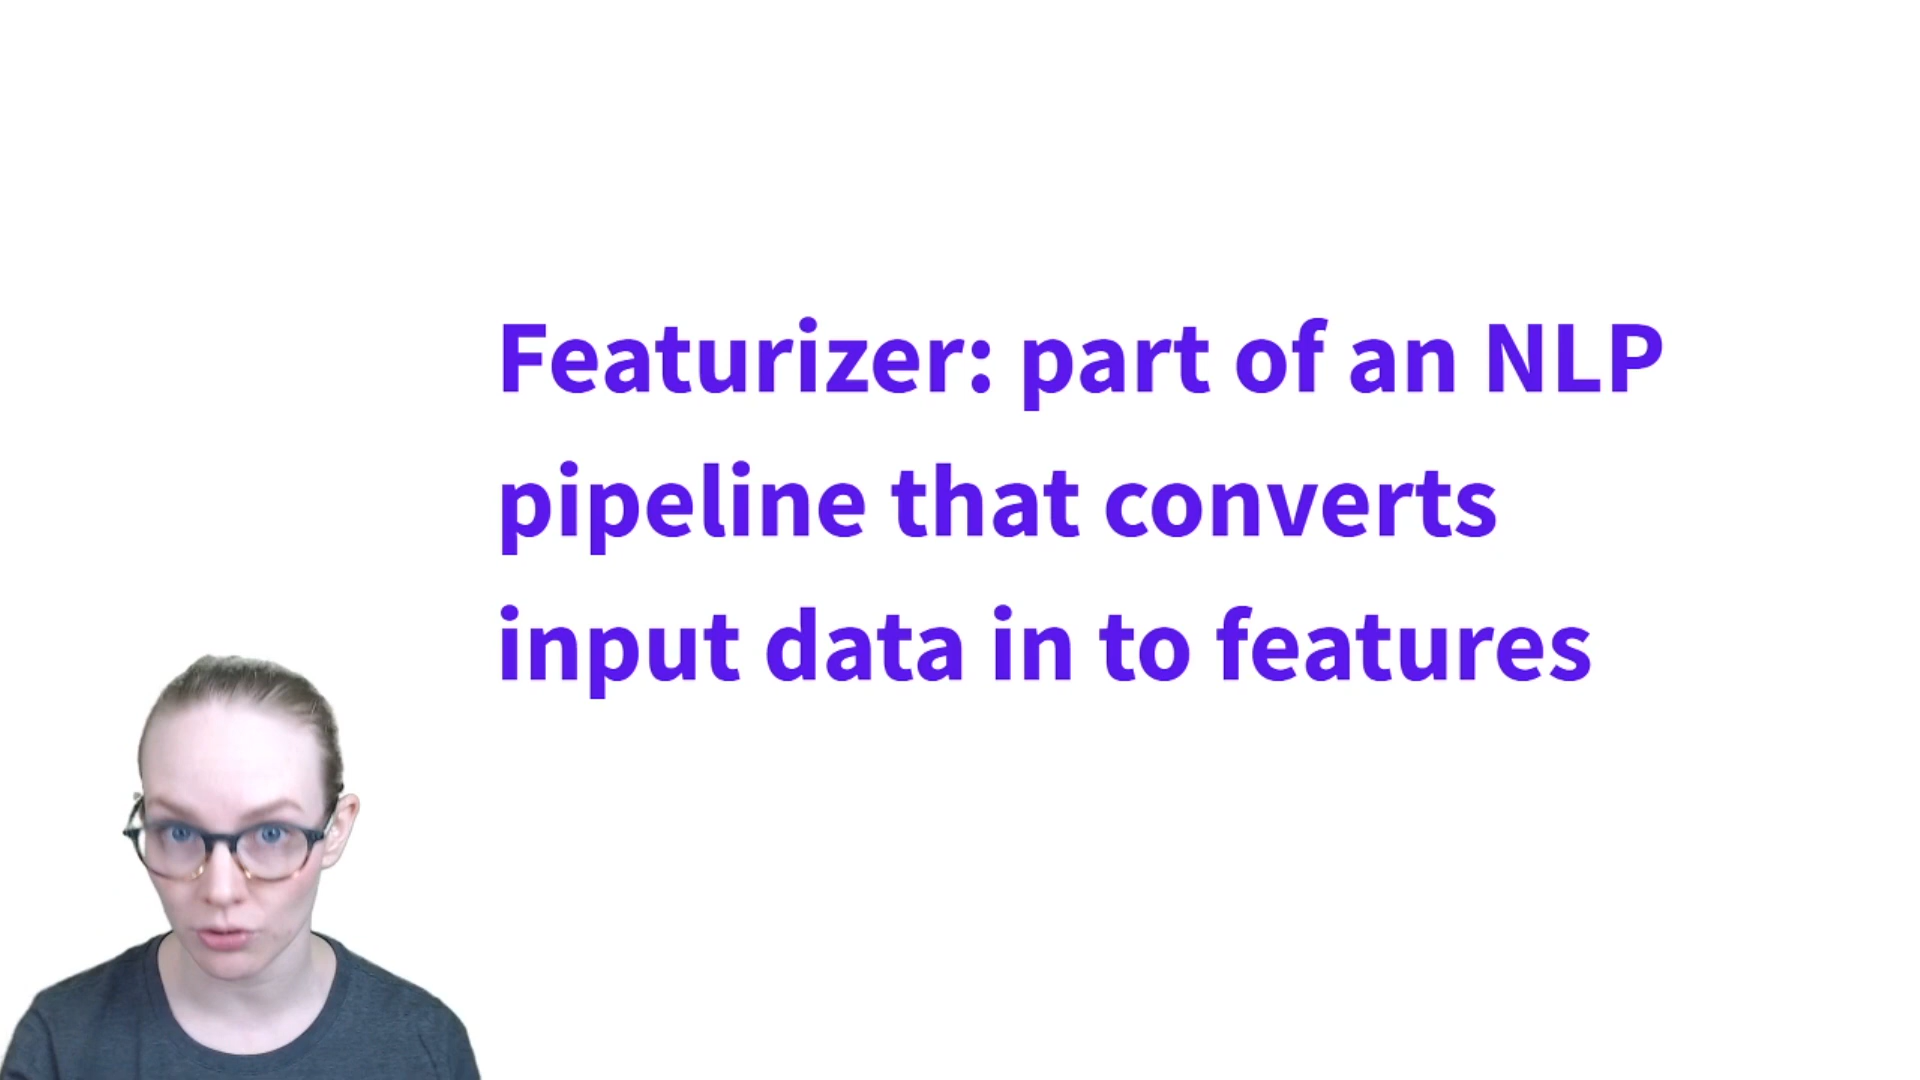 Featurizer: part of an NLP
pipeline that converts
input data in to features